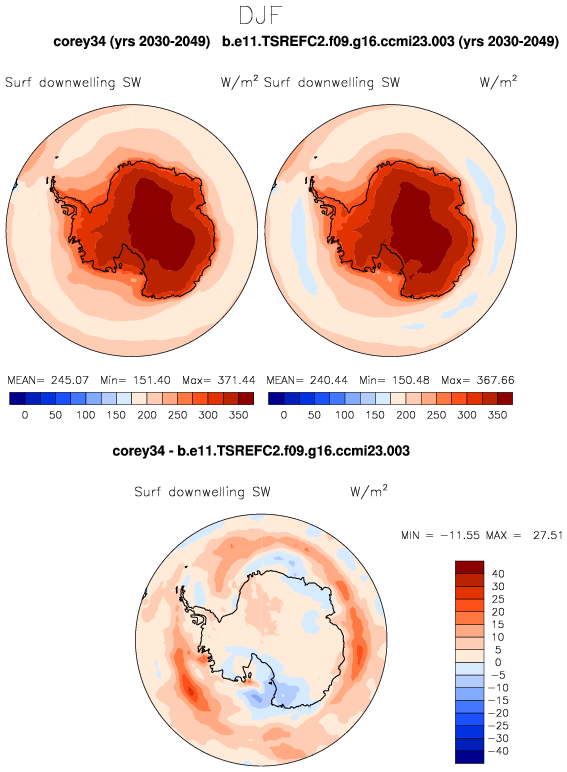 DJF
corey34 (yrs 2030-2049) b.e11.TSREFC2.f09.g16.ccmi23.003 (yrs 2030-2049)
Surf downwelling SW W/m² Surf downwelling SW W/m²
MEAN= 245.07 Min= 151.40 Max= 371.44 MEAN= 240.44 Min= 150.48 Max= 367.66
0 50 100 150 200 250 300 350 0 50 100 150 200 250 300 350
corey34 - b.e11.TSREFC2.f09.g16.ccmi23.003
Surf downwelling SW W/m²
MIN = -11.55 MAX = 27.51
40
30
20
15
10
5
0
-5
-10
-15
-20
-25
-30
-40